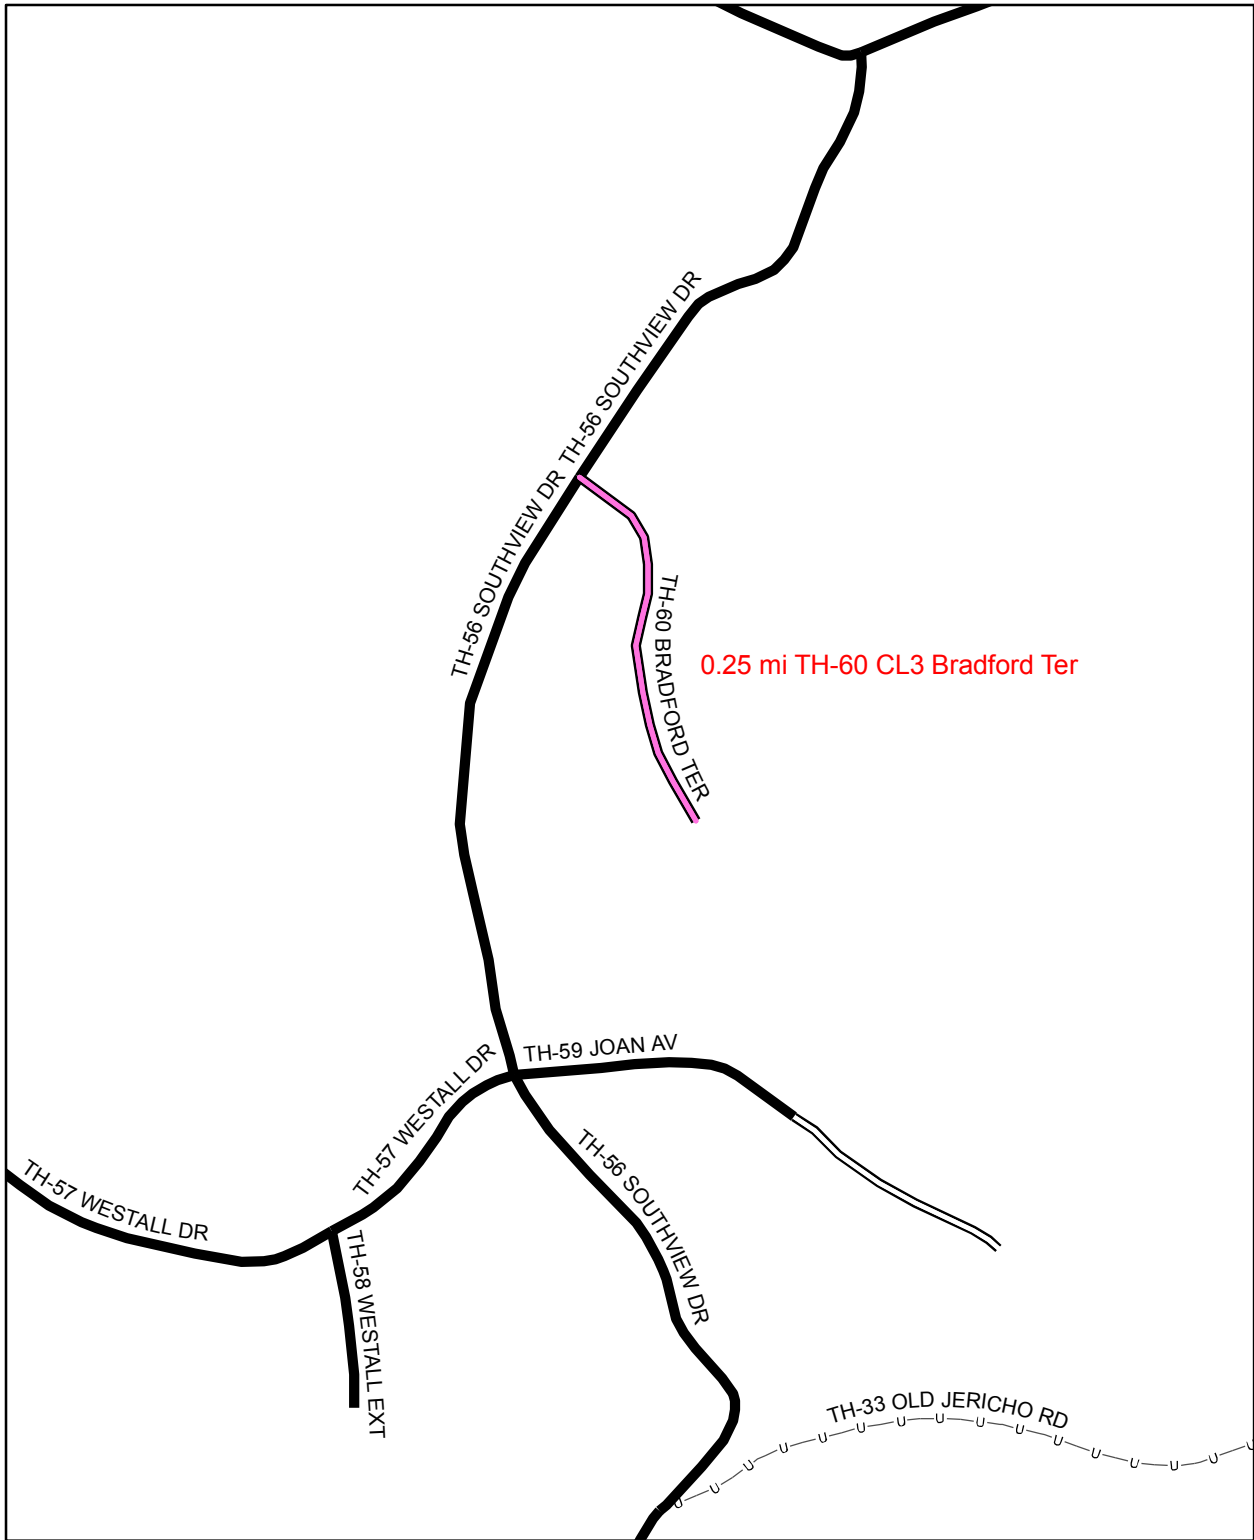 TH-56 SOUTHVIEW DR
TH-56 SOUTHVIEW DR
TH-60 BRADFORD TER
0.25 mi TH-60 CL3 Bradford Ter
TH-59 JOAN AV
TH-57 WESTALL DR
TH-57 WESTALL DR
TH-56 SOUTHVIEW DR
TH-58 WESTALL EXT
TH-33 OLD JERICHO RD
U U U U U U U U U U U U U U U U